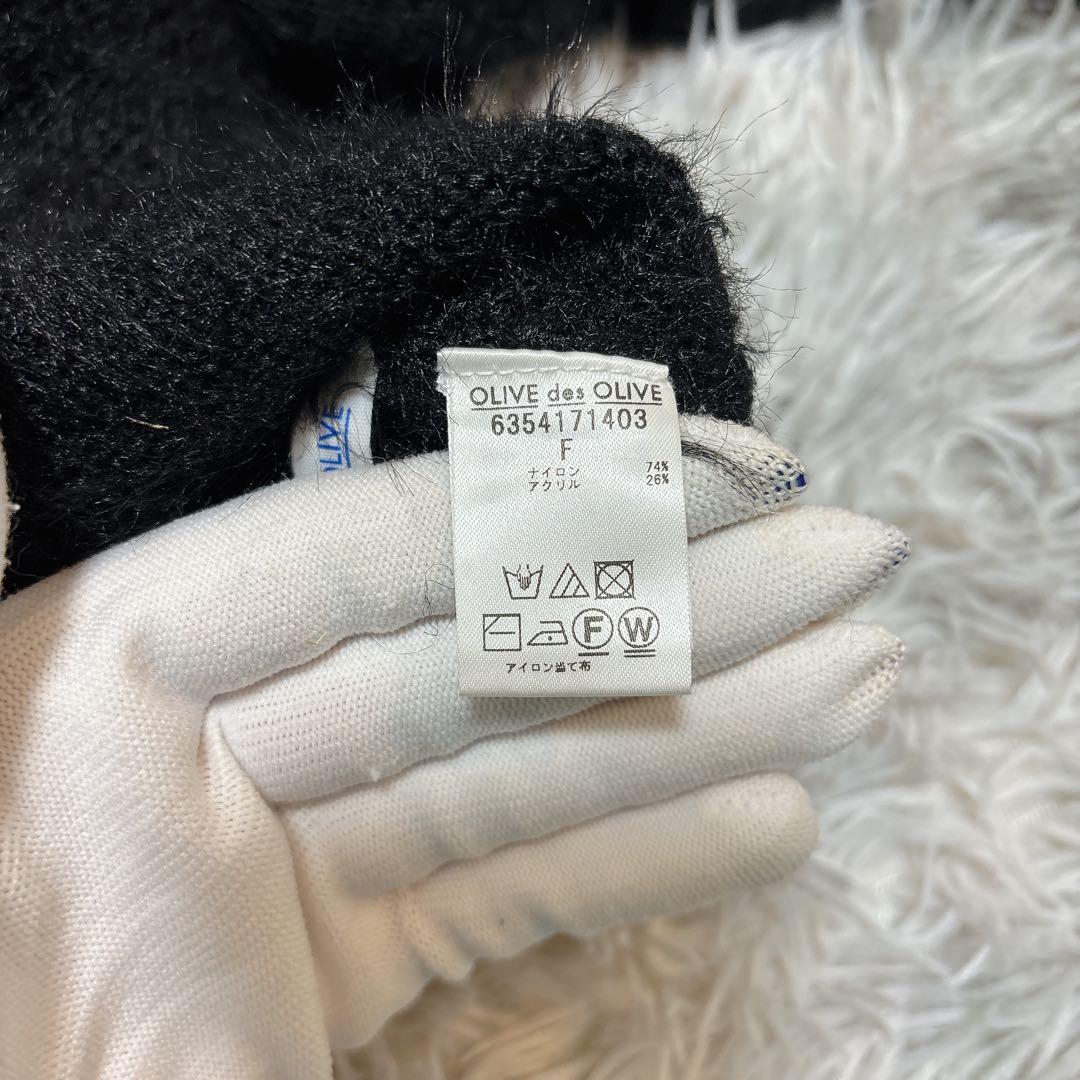 OLIVE des OLIVE
6354171403
F
ナイロン 74%
アクリル 26%
F W
アイロン当て布
OLIVE